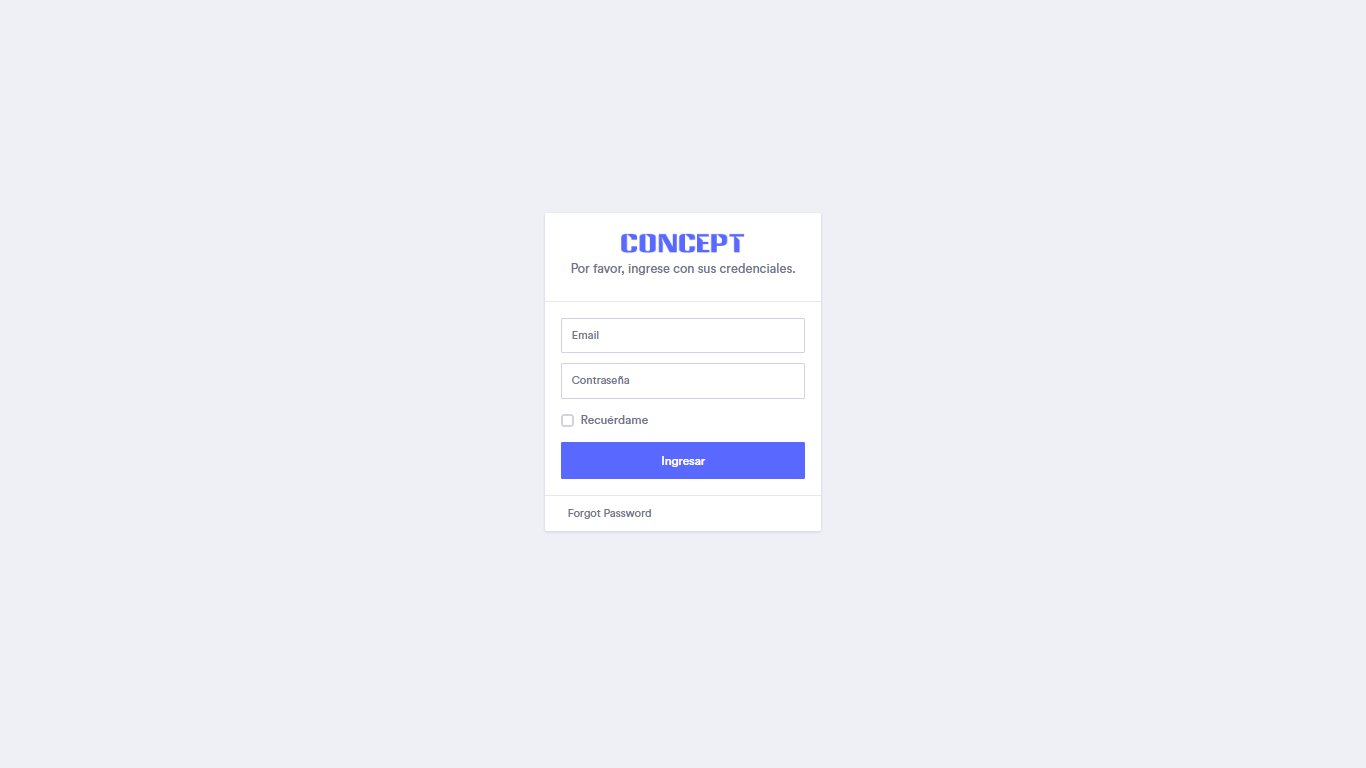 CONCEPT
Por favor, ingrese con sus credenciales.
Email
Contraseña
Recuérdame
Ingresar
Forgot Password